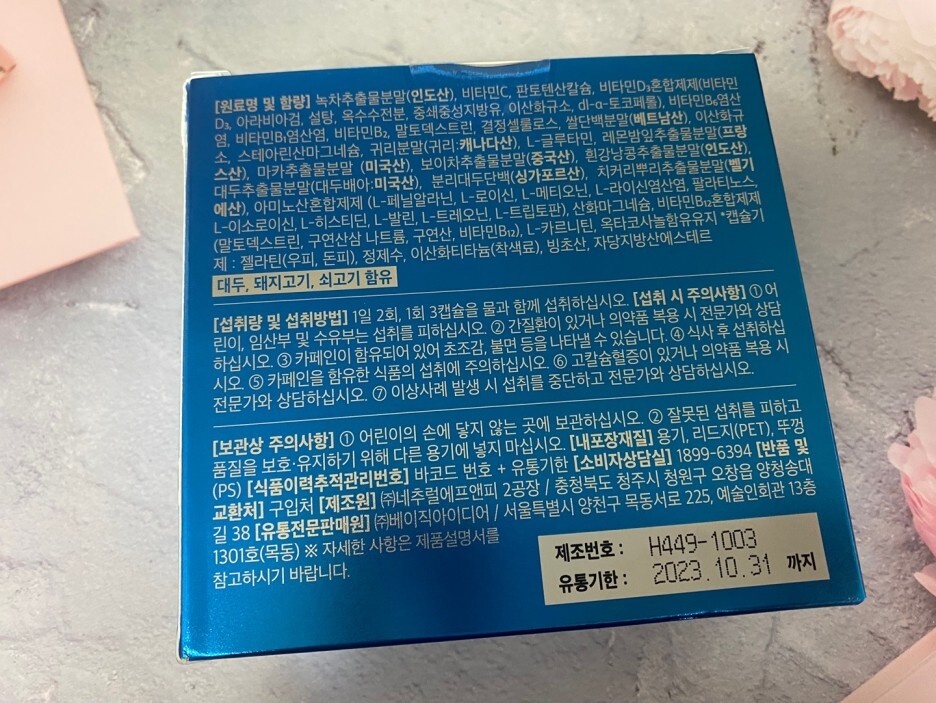 [원료명 및 함량] 녹차추출물분말(인도산), 비타민C, 판토텐산칼슘, 비타민D₃혼합제제(비타민
D₃, 아라비아검, 설탕, 옥수수전분, 중쇄중성지방유, 이산화규소, dl-α-토코페롤), 비타민B₆염산
염, 비타민B₁염산염, 비타민B₂, 말토덱스트린, 결정셀룰로스, 쌀단백분말(베트남산), 이산화규
소, 스테아린산마그네슘, 귀리분말(귀리:캐나다산), L-글루타민, 레몬밤잎추출물분말(프랑
스산), 마카추출물분말 (미국산), 보이차추출물분말(중국산), 흰강낭콩추출물분말(인도산),
대두추출물분말(대두배아:미국산), 분리대두단백(싱가포르산), 치커리뿌리추출물분말(벨기
에산), 아미노산혼합제제 (L-페닐알라닌, L-로이신, L-메티오닌, L-라이신염산염, 팔라티노스,
L-이소로이신, L-히스티딘, L-발린, L-트레오닌, L-트립토판), 산화마그네슘, 비타민B₁₂혼합제제
(말토덱스트린, 구연산삼 나트륨, 구연산, 비타민B₁₂), L-카르니틴, 옥타코사놀함유유지 *캡슐기
제 : 젤라틴(우피, 돈피), 정제수, 이산화티타늄(착색료), 빙초산, 자당지방산에스테르
대두, 돼지고기, 쇠고기 함유
[섭취량 및 섭취방법] 1일 2회, 1회 3캡슐을 물과 함께 섭취하십시오. [섭취 시 주의사항] ① 어
린이, 임산부 및 수유부는 섭취를 피하십시오. ② 간질환이 있거나 의약품 복용 시 전문가와 상담
하십시오. ③ 카페인이 함유되어 있어 초조감, 불면 등을 나타낼 수 있습니다. ④ 식사 후 섭취하십
시오. ⑤ 카페인을 함유한 식품의 섭취에 주의하십시오. ⑥ 고칼슘혈증이 있거나 의약품 복용 시
전문가와 상담하십시오. ⑦ 이상사례 발생 시 섭취를 중단하고 전문가와 상담하십시오.
[보관상 주의사항] ① 어린이의 손에 닿지 않는 곳에 보관하십시오. ② 잘못된 섭취를 피하고
품질을 보호·유지하기 위해 다른 용기에 넣지 마십시오. [내포장재질] 용기, 리드지(PET), 뚜껑
(PS) [식품이력추적관리번호] 바코드 번호 + 유통기한 [소비자상담실] 1899-6394 [반품 및
교환처] 구입처 [제조원] ㈜네추럴에프앤피 2공장 / 충청북도 청주시 청원구 오창읍 양청송대
길 38 [유통전문판매원] ㈜베이직아이디어 / 서울특별시 양천구 목동서로 225, 예술인회관 13층
1301호(목동) ※ 자세한 사항은 제품설명서를
참고하시기 바랍니다.
제조번호 : H449-1003
유통기한 : 2023.10.31 까지